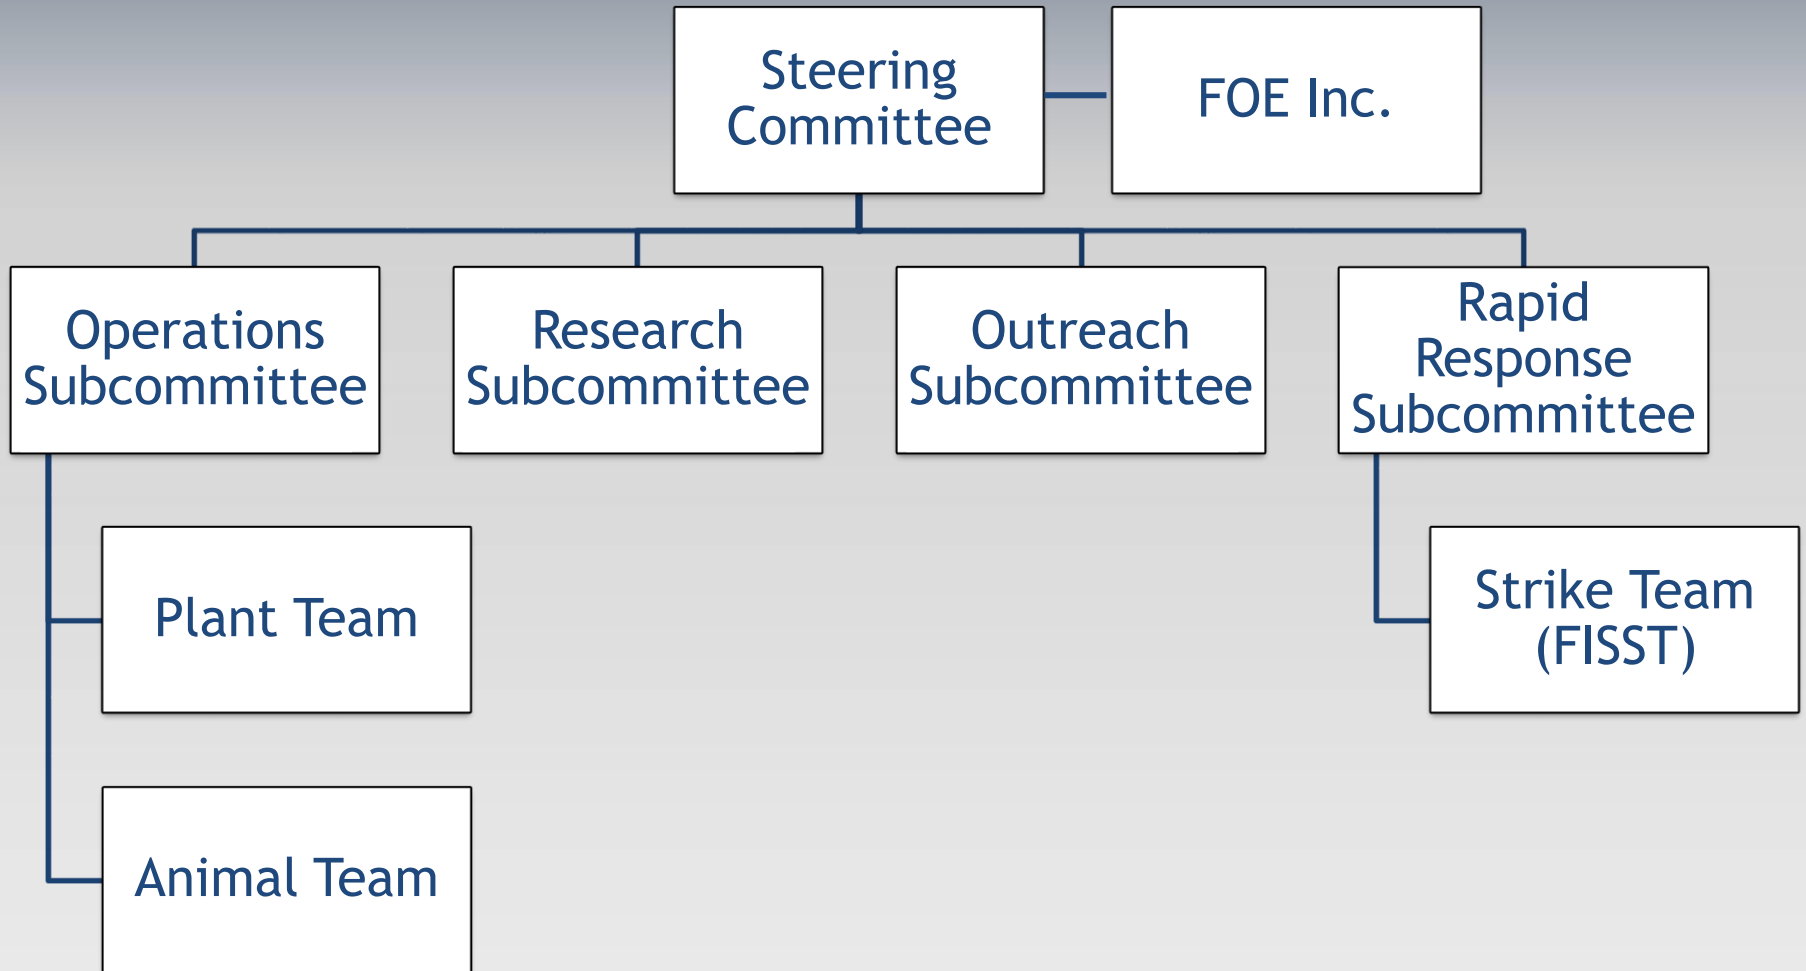 Steering
Committee
FOE Inc.
Operations
Subcommittee
Research
Subcommittee
Outreach
Subcommittee
Rapid
Response
Subcommittee
Plant Team
Strike Team
(FISST)
Animal Team